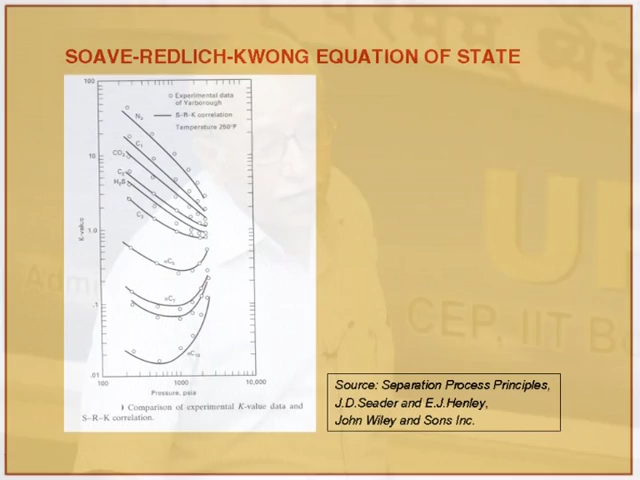 SOAVE-REDLICH-KWONG EQUATION OF STATE
100
Experimental data
of Yarborough
S-R-K correlation
Temperature 250°F
N₂
C₁
CO₂
10
C₂
H₂S
C₃
K-value
1.0
nC₅
nC₇
.1
nC₁₀
.01
100
1000
10,000
Pressure, psia
Comparison of experimental K-value data and
S–R–K correlation.
CEP, IIT B
Source: Separation Process Principles,
J.D.Seader and E.J.Henley,
John Wiley and Sons Inc.